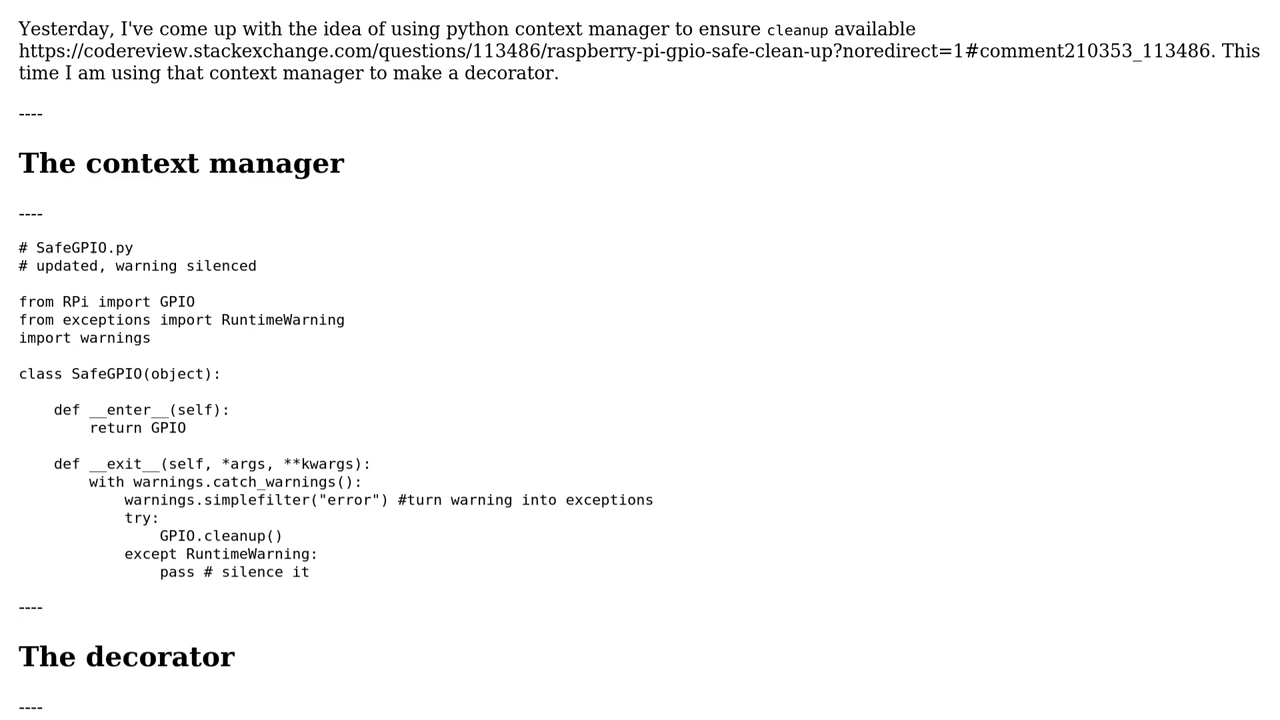 Yesterday, I've come up with the idea of using python context manager to ensure cleanup available
https://codereview.stackexchange.com/questions/113486/raspberry-pi-gpio-safe-clean-up?noredirect=1#comment210353_113486. This
time I am using that context manager to make a decorator.
----
The context manager
----
# SafeGPIO.py
# updated, warning silenced
from RPi import GPIO
from exceptions import RuntimeWarning
import warnings
class SafeGPIO(object):
    def __enter__(self):
        return GPIO
    def __exit__(self, *args, **kwargs):
        with warnings.catch_warnings():
            warnings.simplefilter("error") #turn warning into exceptions
            try:
                GPIO.cleanup()
            except RuntimeWarning:
                pass # silence it
----
The decorator
----